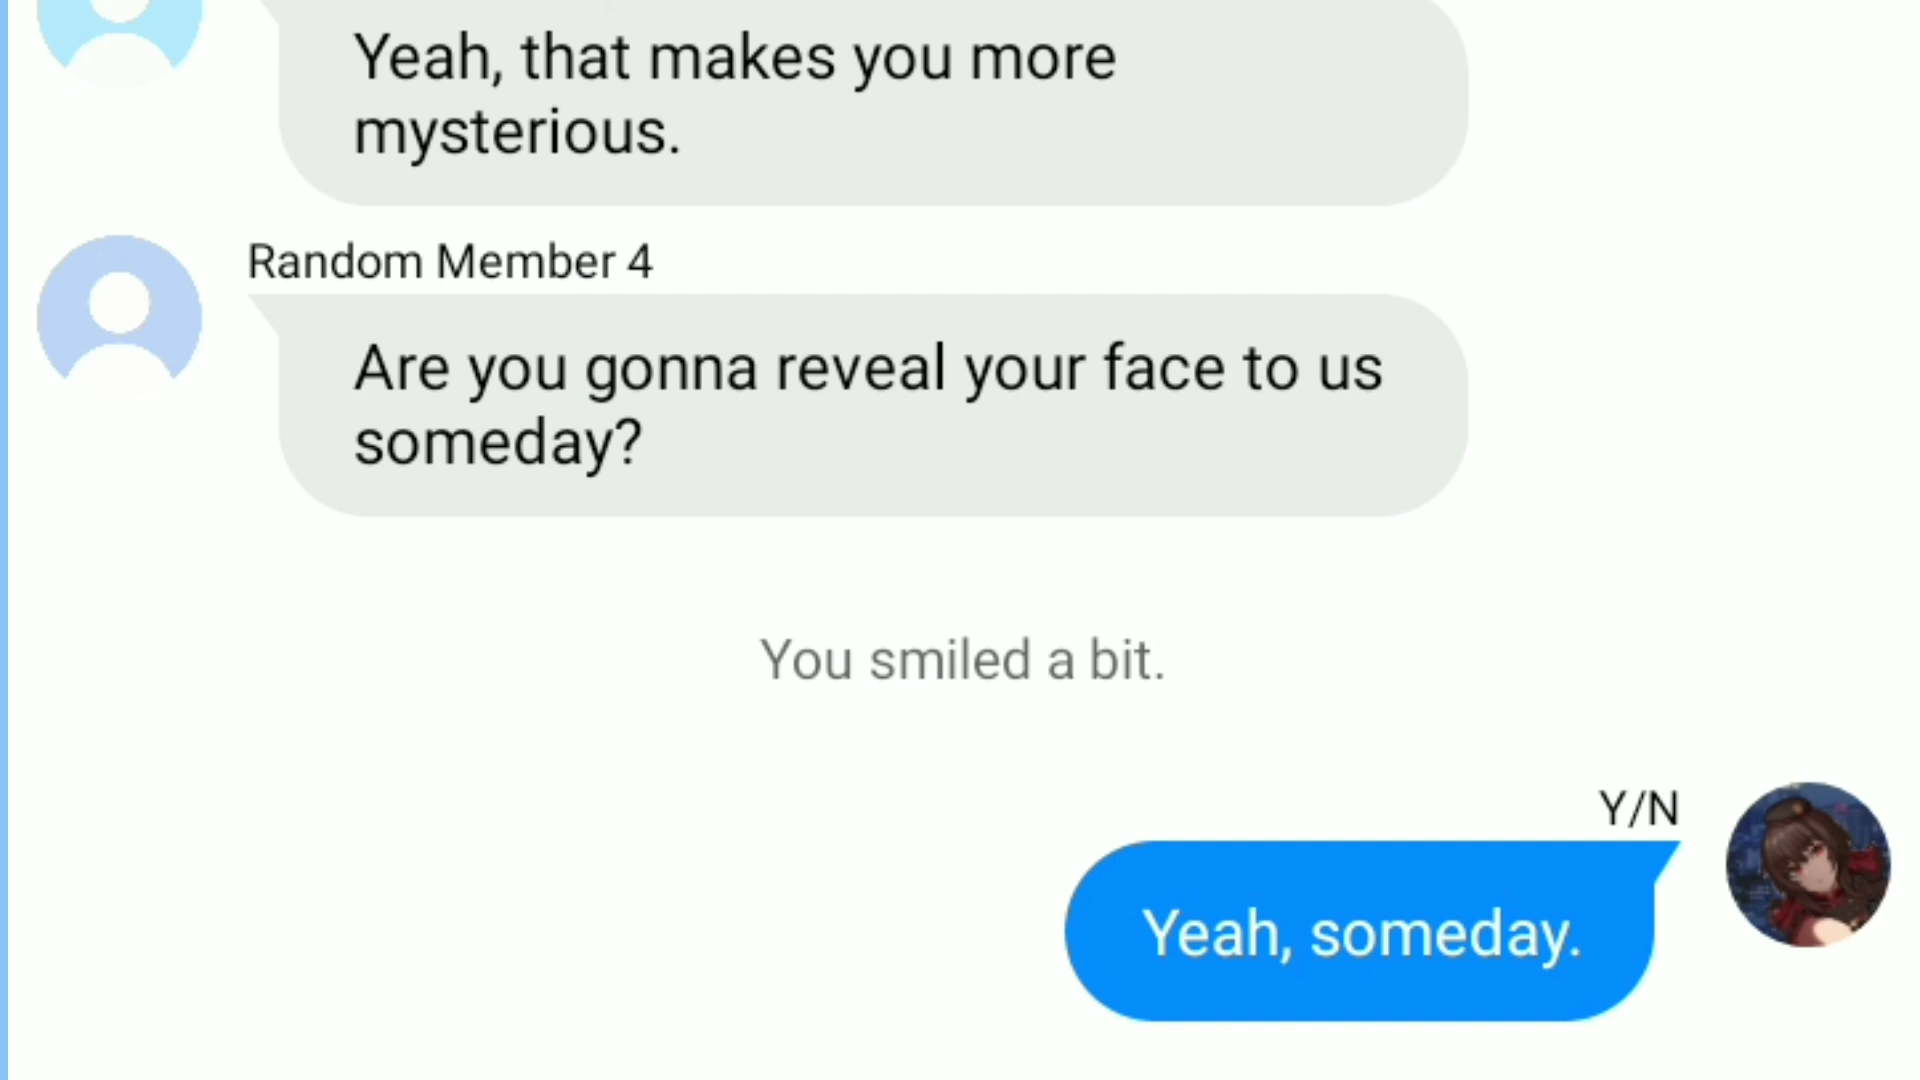 Yeah, that makes you more
mysterious.
Random Member 4
Are you gonna reveal your face to us
someday?
You smiled a bit.
Y/N
Yeah, someday.